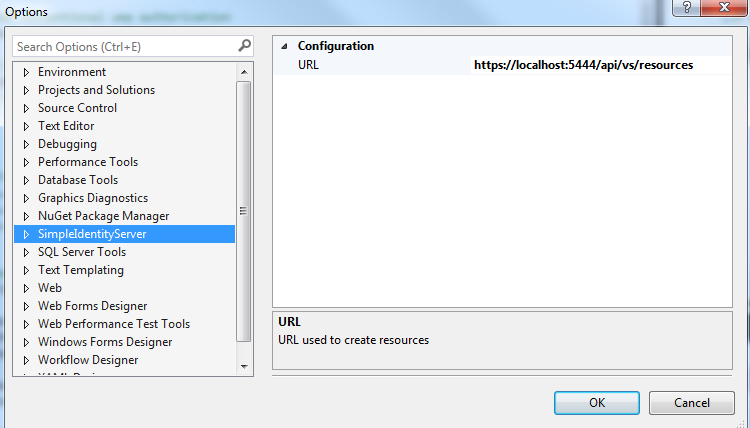 Options
Search Options (Ctrl+E)
Environment
Projects and Solutions
Source Control
Text Editor
Debugging
Performance Tools
Database Tools
Graphics Diagnostics
NuGet Package Manager
SimpleIdentityServer
SQL Server Tools
Text Templating
Web
Web Forms Designer
Web Performance Test Tools
Windows Forms Designer
Workflow Designer
Configuration
URL https://localhost:5444/api/vs/resources
URL
URL used to create resources
OK Cancel